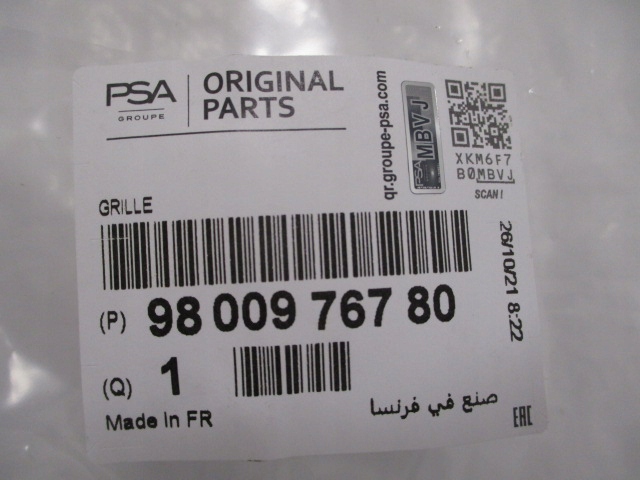 PSA
GROUPE
ORIGINAL
PARTS
qr.groupe-psa.com
PSA MBVJ
XKM6F7
B0MBVJ
SCAN!
GRILLE
26/10/21 8:22
(P) 98 009 767 80
(Q) 1
Made in FR
صنع في فرنسا
EAC